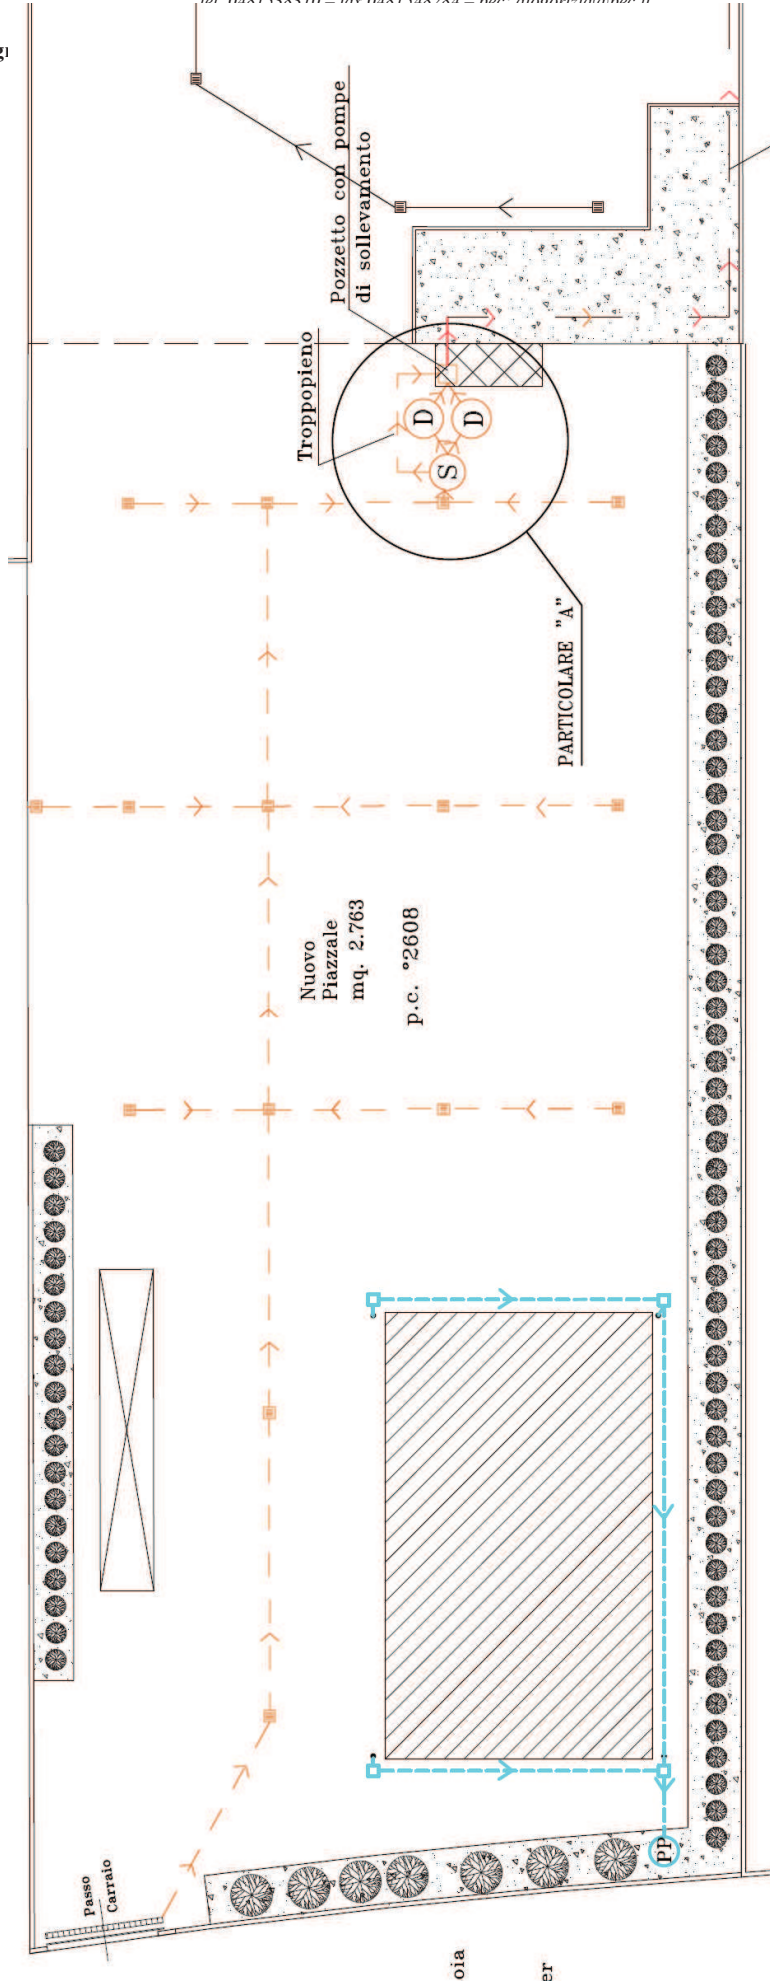 Pozzetto con pompe
di sollevamento
Troppopieno
D
D
S
PARTICOLARE "A"
Nuovo
Piazzale
mq. 2.763
p.c. °2608
Passo
Carraio
PP
oia
er